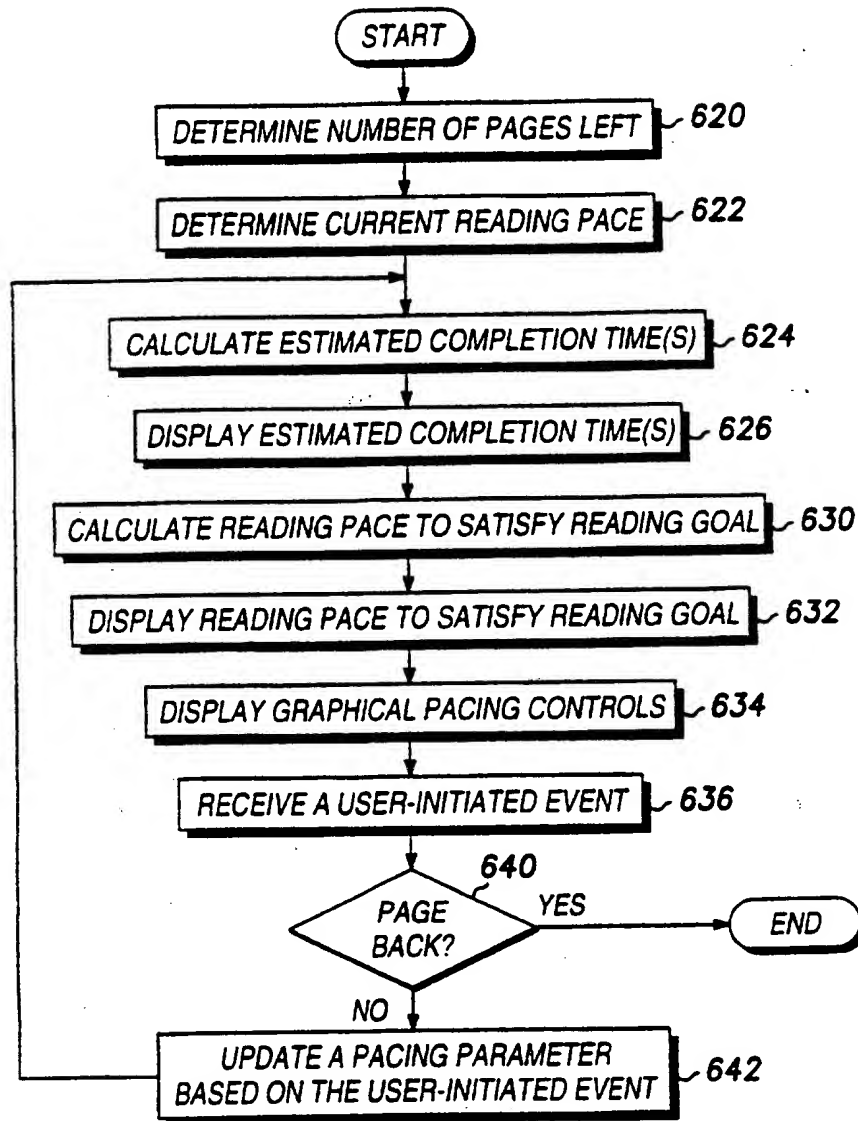 START
DETERMINE NUMBER OF PAGES LEFT 620
DETERMINE CURRENT READING PACE 622
CALCULATE ESTIMATED COMPLETION TIME(S) 624
DISPLAY ESTIMATED COMPLETION TIME(S) 626
CALCULATE READING PACE TO SATISFY READING GOAL 630
DISPLAY READING PACE TO SATISFY READING GOAL 632
DISPLAY GRAPHICAL PACING CONTROLS 634
RECEIVE A USER-INITIATED EVENT 636
640
PAGE
BACK?
YES
END
NO
UPDATE A PACING PARAMETER
BASED ON THE USER-INITIATED EVENT 642